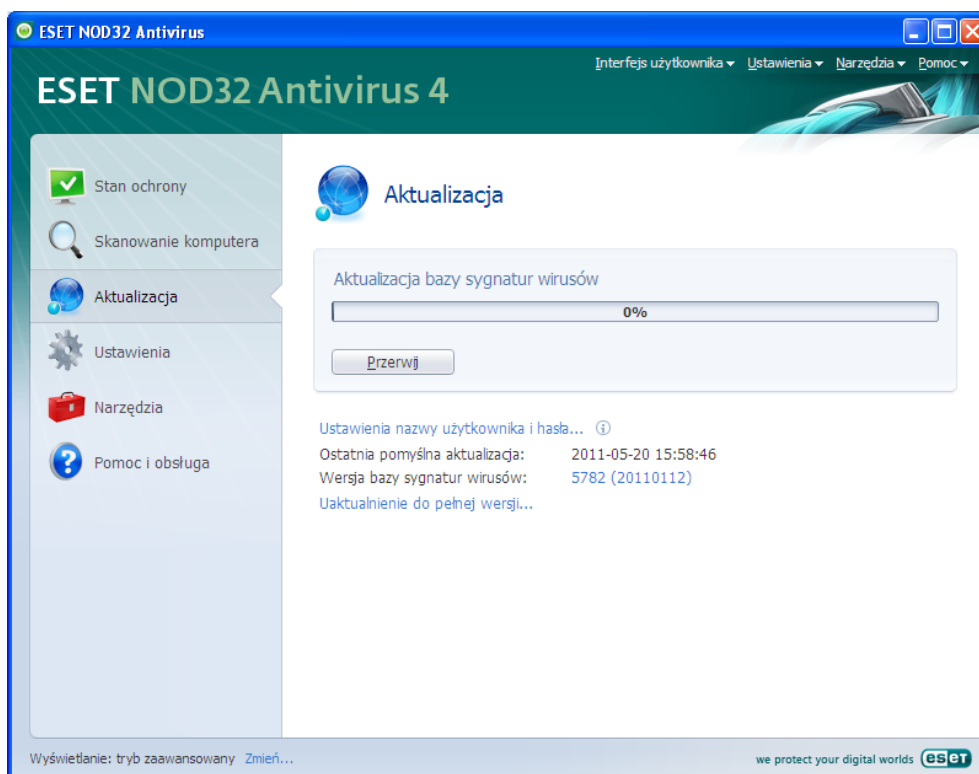 ESET NOD32 Antivirus
Interfejs użytkownika Ustawienia Narzędzia Pomoc
ESET NOD32 Antivirus 4
Stan ochrony
Skanowanie komputera
Aktualizacja
Ustawienia
Narzędzia
Pomoc i obsługa
Aktualizacja
Aktualizacja bazy sygnatur wirusów
0%
Przerwij
Ustawienia nazwy użytkownika i hasła...
Ostatnia pomyślna aktualizacja: 2011-05-20 15:58:46
Wersja bazy sygnatur wirusów: 5782 (20110112)
Uaktualnienie do pełnej wersji...
Wyświetlanie: tryb zaawansowany Zmień...
we protect your digital worlds eset